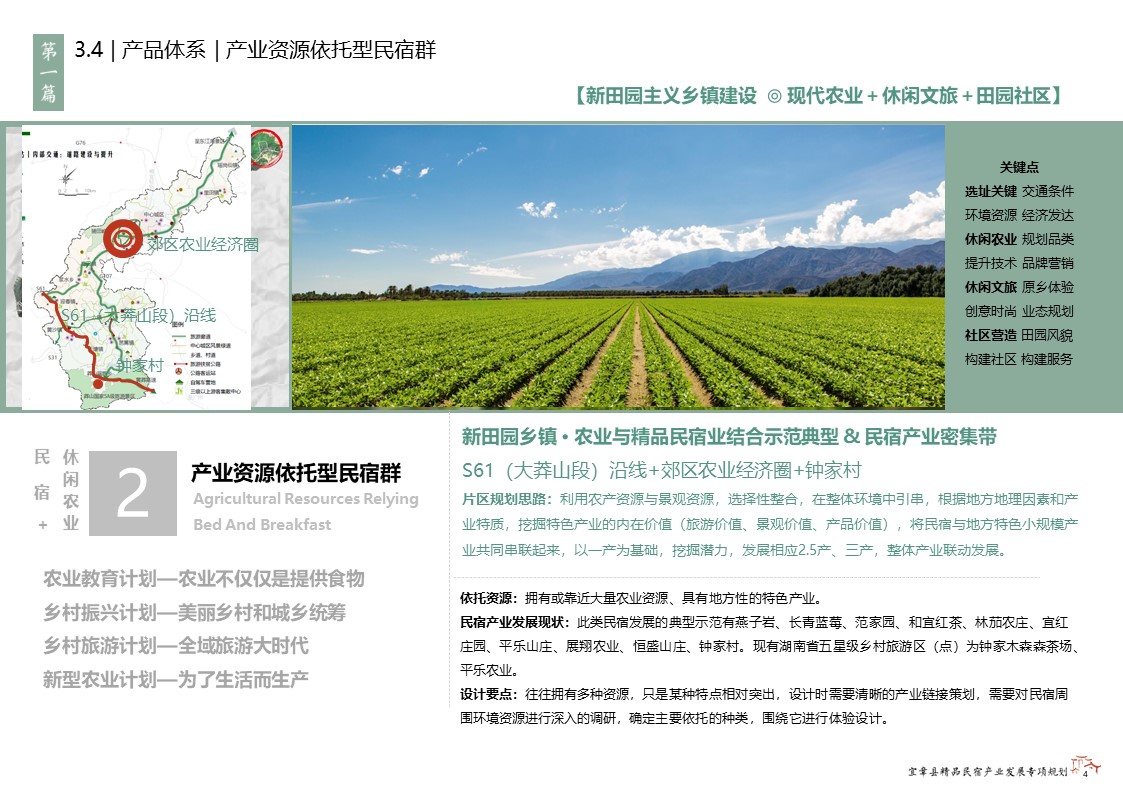 第一篇
3.4 | 产品体系 | 产业资源依托型民宿群
【新田园主义乡镇建设 ◎ 现代农业 + 休闲文旅 + 田园社区】
内部交通：道路建设与提升
G76
中心城区
郊区农业经济圈
G107
S61
S61（大莽山段）沿线
S31
钟家村
图例
旅游廊道
中心城区风景绿道
乡道、村道
旅游扶贫公路
公路客运站
自驾车营地
三级以上游客集散中心
关键点
选址关键 交通条件
环境资源 经济发达
休闲农业 规划品类
提升技术 品牌营销
休闲文旅 原乡体验
创意时尚 业态规划
社区营造 田园风貌
构建社区 构建服务
民宿+
休闲农业
2
产业资源依托型民宿群
Agricultural Resources Relying
Bed And Breakfast
农业教育计划—农业不仅仅是提供食物
乡村振兴计划—美丽乡村和城乡统筹
乡村旅游计划—全域旅游大时代
新型农业计划—为了生活而生产
新田园乡镇 • 农业与精品民宿业结合示范典型 & 民宿产业密集带
S61（大莽山段）沿线+郊区农业经济圈+钟家村
片区规划思路：利用农产资源与景观资源，选择性整合，在整体环境中引串，根据地方地理因素和产
业特质，挖掘特色产业的内在价值（旅游价值、景观价值、产品价值），将民宿与地方特色小规模产
业共同串联起来，以一产为基础，挖掘潜力，发展相应2.5产、三产，整体产业联动发展。
依托资源：拥有或靠近大量农业资源、具有地方性的特色产业。
民宿产业发展现状：此类民宿发展的典型示范有燕子岩、长青蓝莓、范家园、和宜红茶、林茄农庄、宜红
庄园、平乐山庄、展翔农业、恒盛山庄、钟家村。现有湖南省五星级乡村旅游区（点）为钟家木森森茶场、
平乐农业。
设计要点：往往拥有多种资源，只是某种特点相对突出，设计时需要清晰的产业链接策划，需要对民宿周
围环境资源进行深入的调研，确定主要依托的种类，围绕它进行体验设计。
宜章县精品民宿产业发展专项规划
4